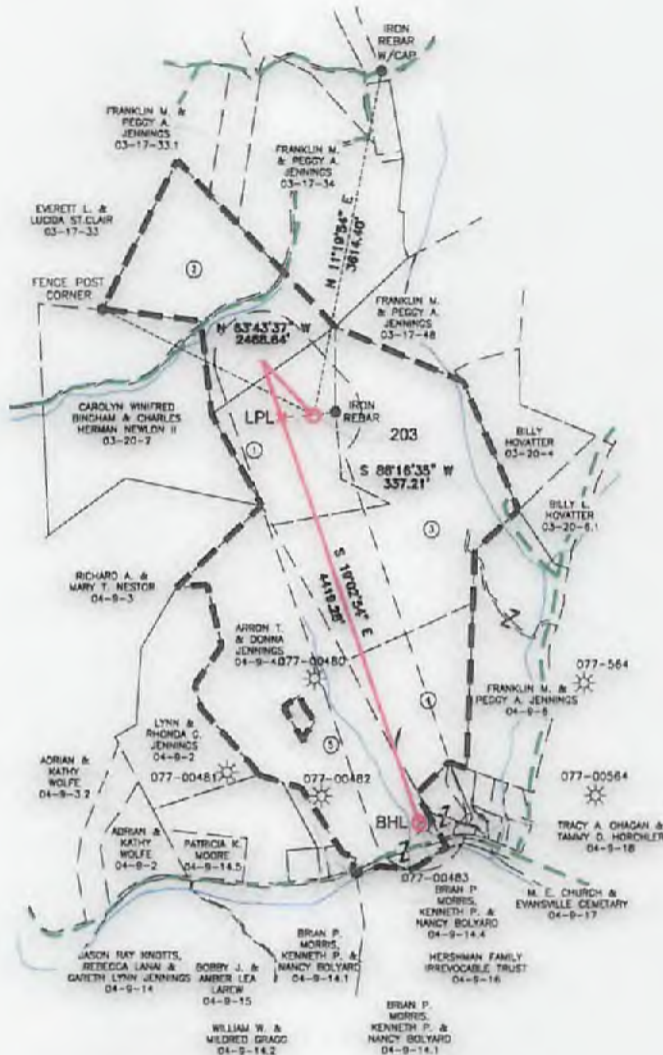 IRON
REBAR
W/CAP
FRANKLIN M. &
PEGGY A.
JENNINGS
03-17-33.1
FRANKLIN M.
& PEGGY A.
JENNINGS
03-17-34
EVERETT L. &
LUCIDA ST.CLAIR
03-17-33
N 11°19'54" E
3614.40'
2
FENCE POST
CORNER
N 63°43'37" W
2468.64'
FRANKLIN M.
& PEGGY A.
JENNINGS
03-17-48
CAROLYN WINIFRED
BINGHAM & CHARLES
HERMAN NEWLON II
03-20-2
LPL
IRON
REBAR
203
1
S 86°16'35" W
337.21'
BILLY
HOVATTER
03-20-4
3
BILLY L.
HOVATTER
03-20-6.1
S 19°02'54" E
4419.28'
RICHARD A. &
MARY T. NESTOR
04-9-3
ARRON T.
& DONNA
JENNINGS
04-9-4
077-00480
077-564
FRANKLIN M. &
PEGGY A. JENNINGS
04-9-6
4
LYNN &
RHONDA G.
JENNINGS
04-9-2
5
077-00481
077-00482
077-00564
ADRIAN &
KATHY
WOLFE
04-9-3.2
BHL
TRACY A OHAGAN &
TAMMY D. HORCHLER
04-9-18
ADRIAN &
KATHY
WOLFE
04-9-2
PATRICIA K.
MOORE
04-9-14.5
077-00483
BRIAN P.
MORRIS,
KENNETH P. &
NANCY BOLYARD
04-9-14.4
M. E. CHURCH &
EVANSVILLE CEMETARY
04-9-17
JASON RAY KNOTTS,
REBECCA LANAI &
GARETH LYNN JENNINGS
04-9-14
BOBBY J. &
AMBER LEA
LAREW
04-9-15
BRIAN P.
MORRIS,
KENNETH P. &
NANCY BOLYARD
04-9-14.1
HERSHMAN FAMILY
IRREVOCABLE TRUST
04-9-16
WILLIAM W. &
MILDRED GRAGG
04-9-14.2
BRIAN P.
MORRIS,
KENNETH P. &
NANCY BOLYARD
04-9-14.1